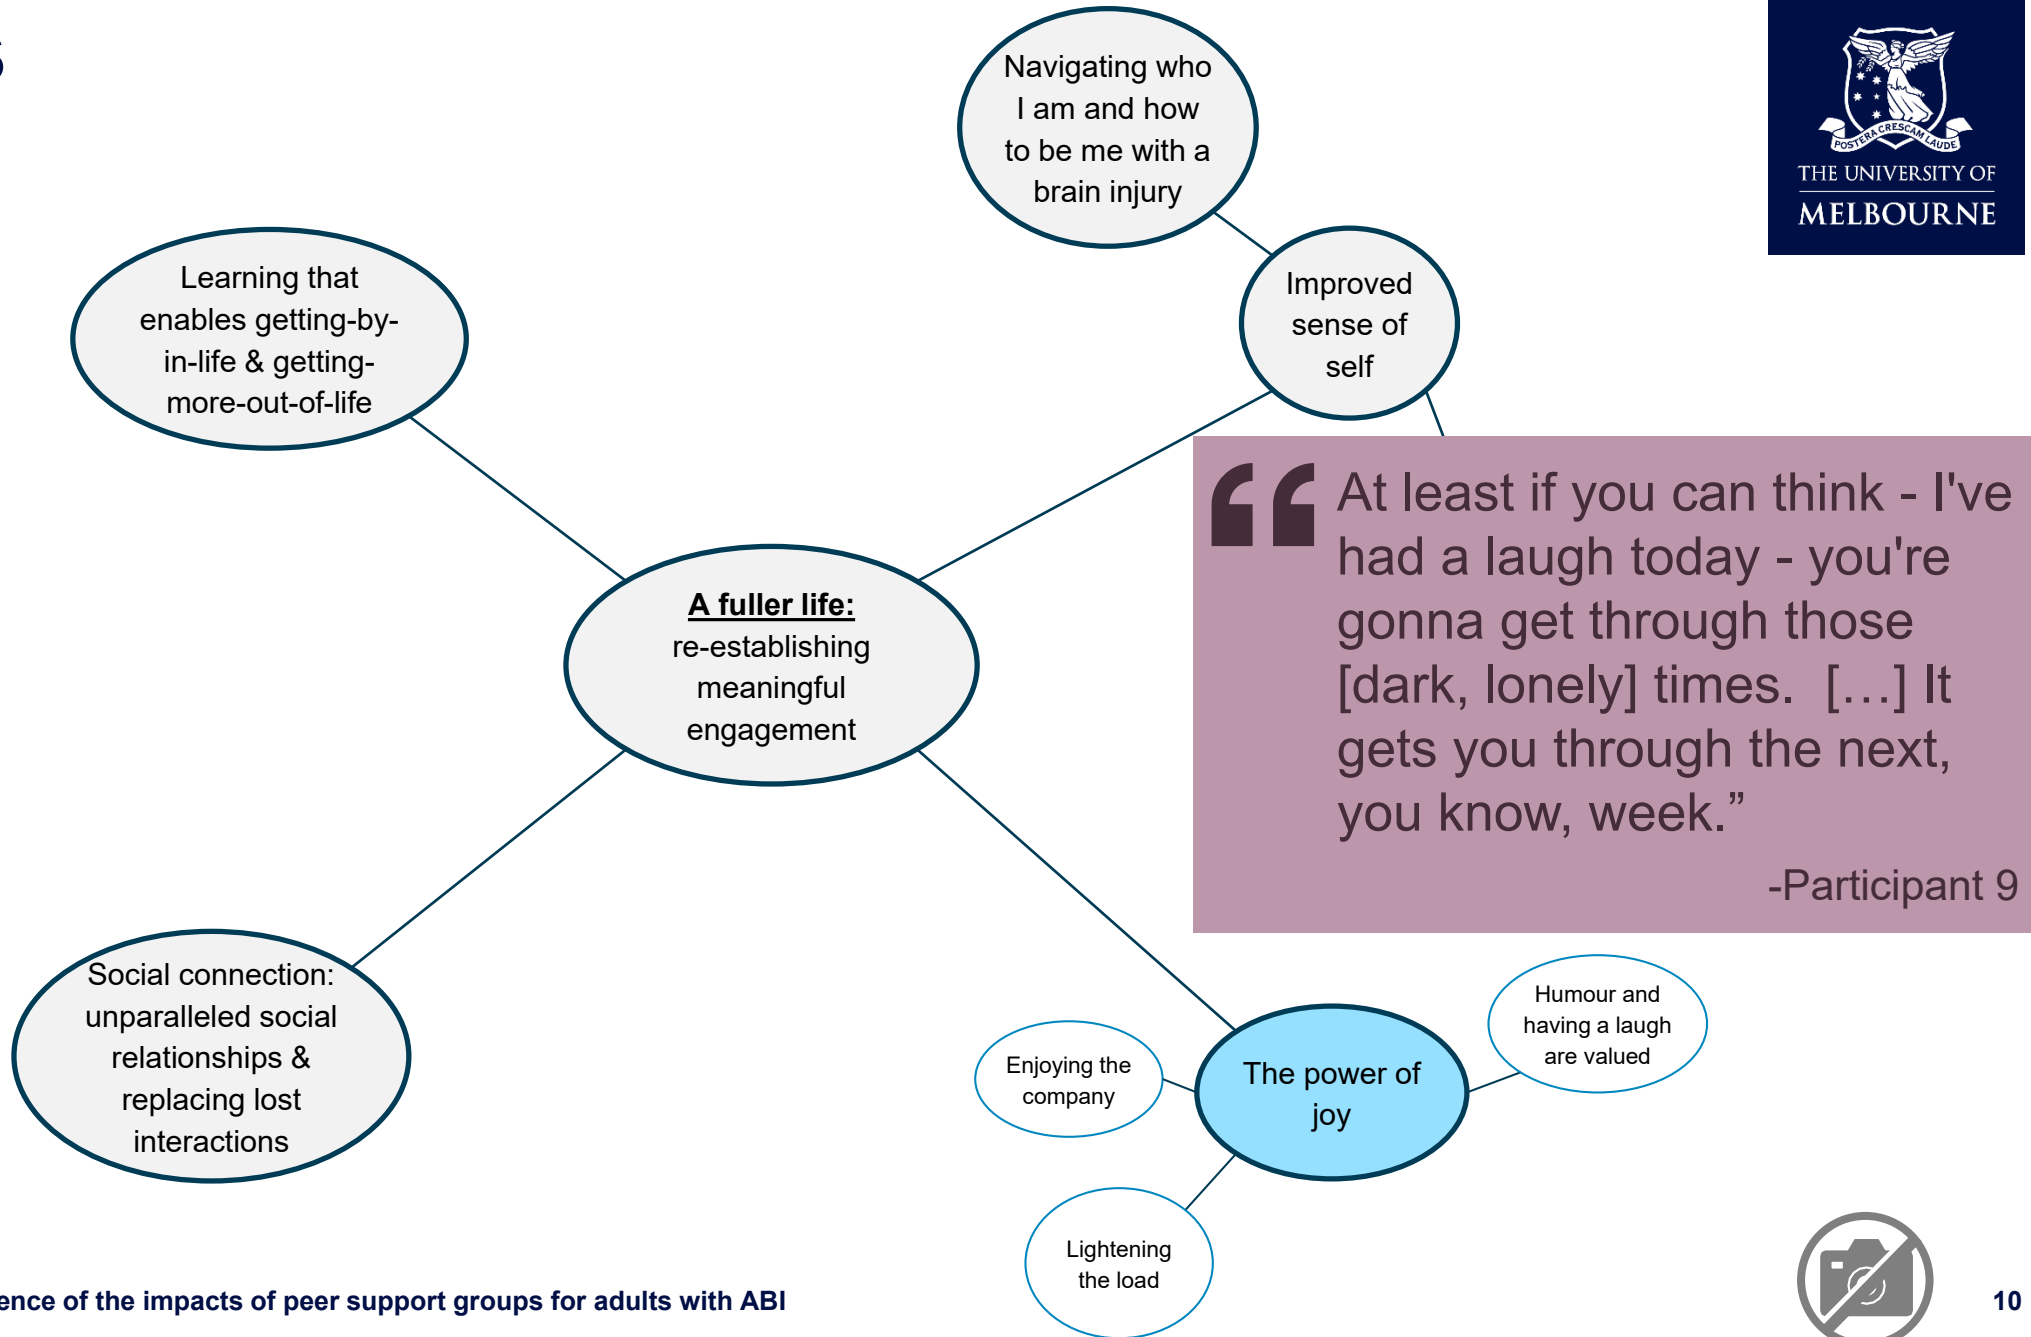 Navigating who
I am and how
to be me with a
brain injury
POSTERA CRESCAM LAUDE
THE UNIVERSITY OF
MELBOURNE
Learning that
enables getting-by-
in-life & getting-
more-out-of-life
Improved
sense of
self
“ At least if you can think - I've
had a laugh today - you're
gonna get through those
[dark, lonely] times.  […] It
gets you through the next,
you know, week.”
-Participant 9
A fuller life:
re-establishing
meaningful
engagement
Social connection:
unparalleled social
relationships &
replacing lost
interactions
Humour and
having a laugh
are valued
Enjoying the
company
The power of
joy
Lightening
the load
ence of the impacts of peer support groups for adults with ABI
10